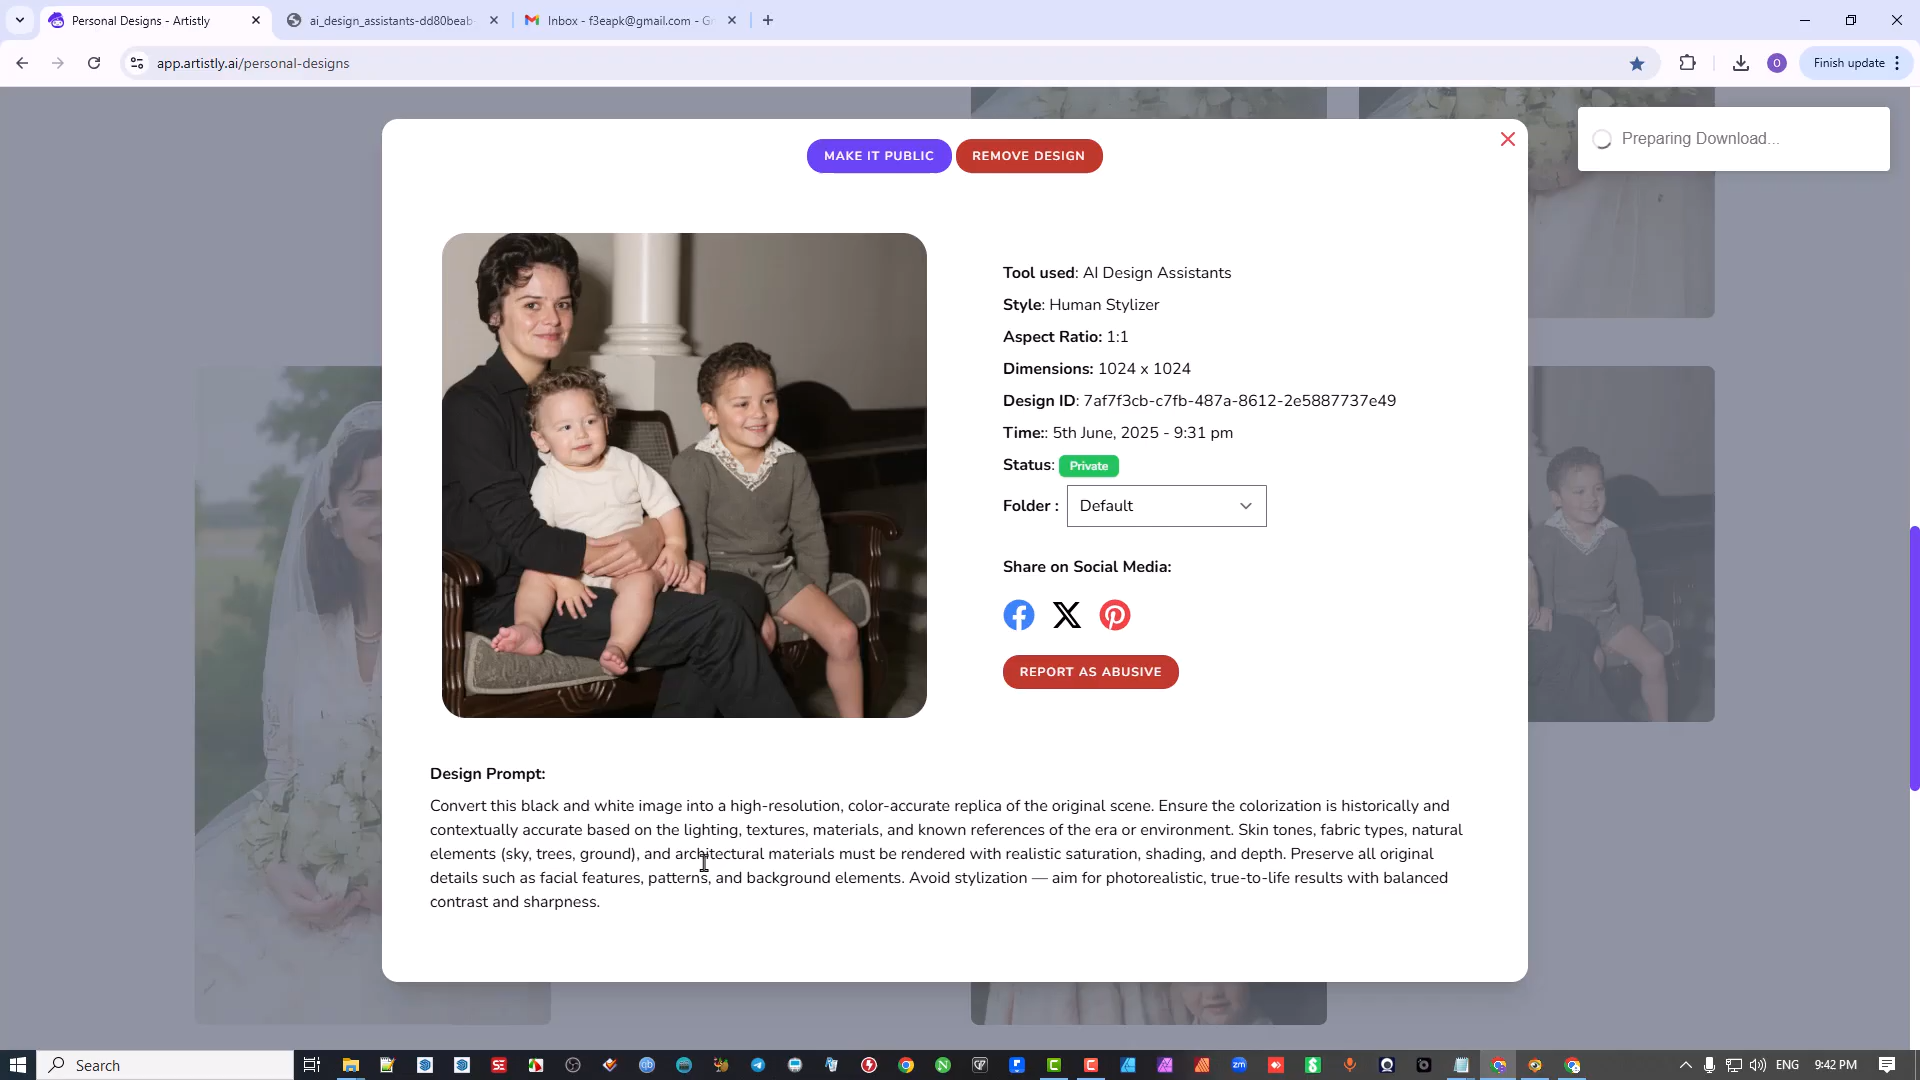 Personal Designs - Artistly
ai_design_assistants-dd80beab-
Inbox - f3eapk@gmail.com - Gr
app.artistly.ai/personal-designs
O
Finish update
Preparing Download...
MAKE IT PUBLIC
REMOVE DESIGN
Tool used: AI Design Assistants
Style: Human Stylizer
Aspect Ratio: 1:1
Dimensions: 1024 x 1024
Design ID: 7af7f3cb-c7fb-487a-8612-2e5887737e49
Time:: 5th June, 2025 - 9:31 pm
Status: Private
Folder : Default
Share on Social Media:
REPORT AS ABUSIVE
Design Prompt:
Convert this black and white image into a high-resolution, color-accurate replica of the original scene. Ensure the colorization is historically and
contextually accurate based on the lighting, textures, materials, and known references of the era or environment. Skin tones, fabric types, natural
elements (sky, trees, ground), and architectural materials must be rendered with realistic saturation, shading, and depth. Preserve all original
details such as facial features, patterns, and background elements. Avoid stylization — aim for photorealistic, true-to-life results with balanced
contrast and sharpness.
Search
ENG
9:42 PM